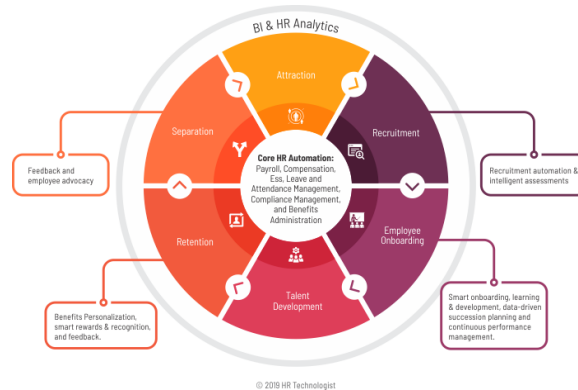 BI & HR Analytics
Attraction
Separation
Recruitment
Core HR Automation:
Payroll, Compensation,
Ess, Leave and
Attendance Management,
Compliance Management,
and Benefits
Administration
Feedback and
employee advocacy
Recruitment automation &
intelligent assessments
Retention
Employee
Onboarding
Talent
Development
Benefits Personalization,
smart rewards & recognition,
and feedback.
Smart onboarding, learning
& development, data-driven
succession planning and
continuous performance
management.
© 2019 HR Technologist